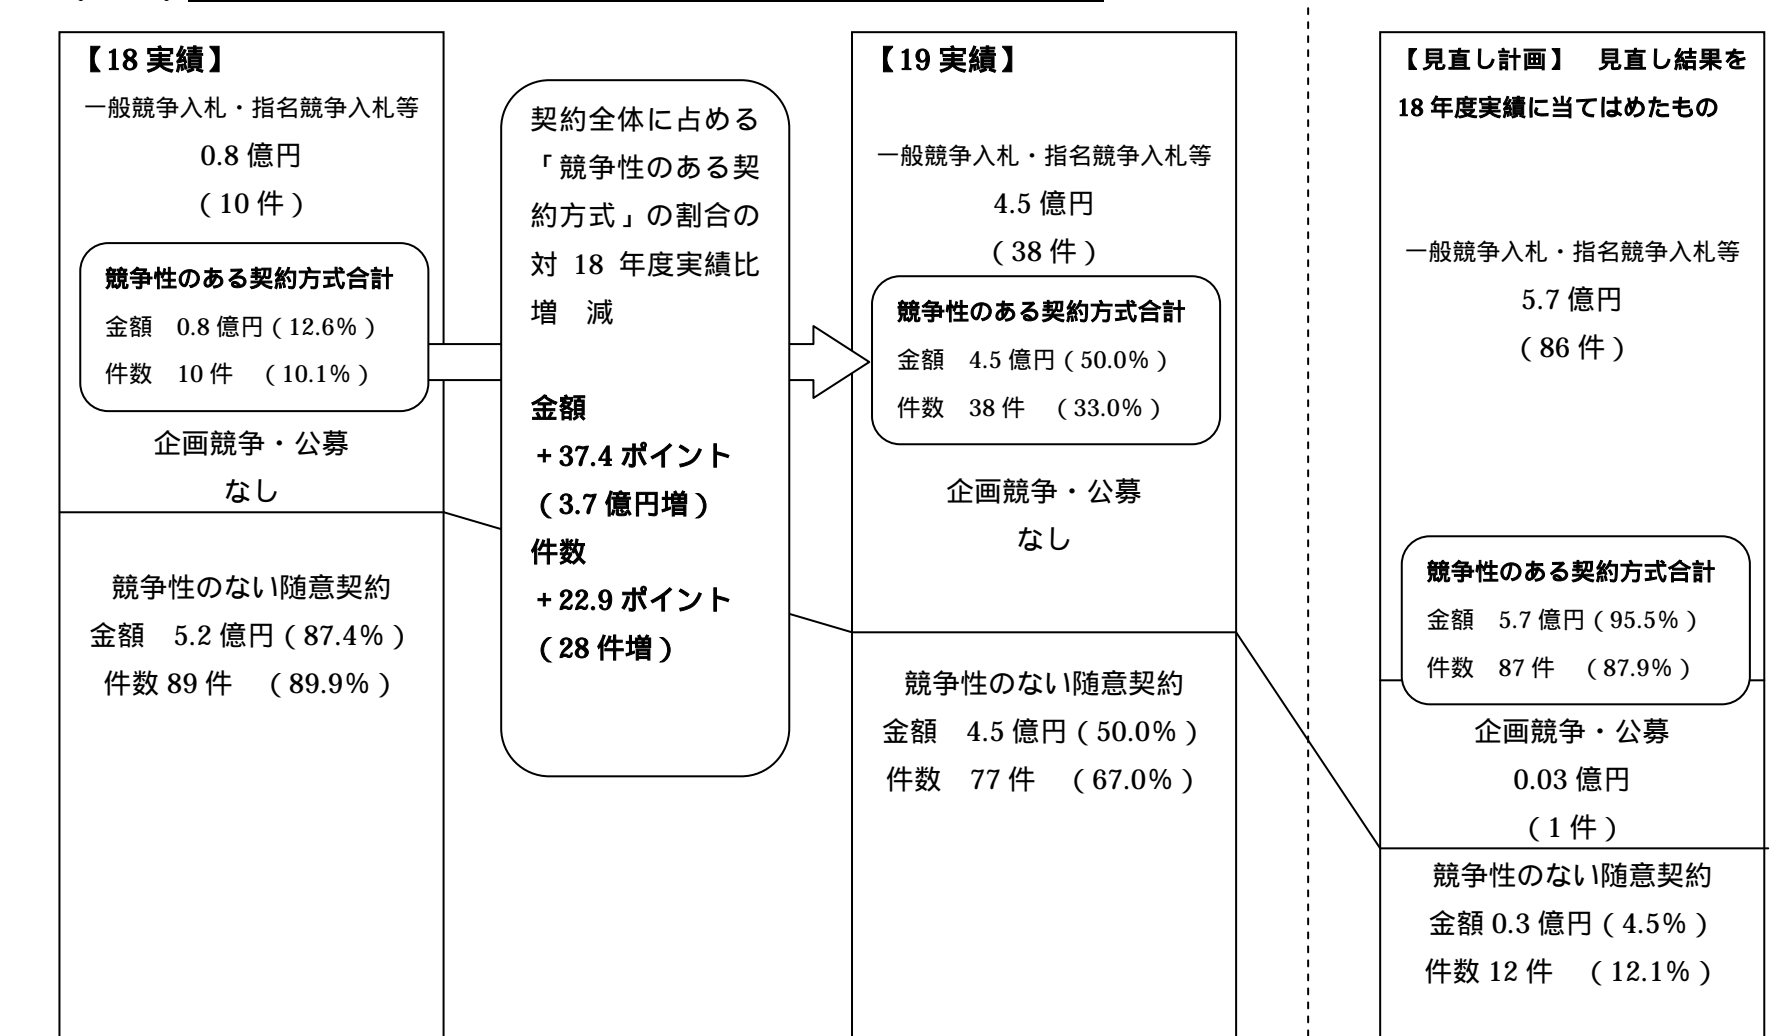 【18 実績】
一般競争入札・指名競争入札等
0.8 億円
（10 件）
競争性のある契約方式合計
金額　0.8 億円（12.6%）
件数　10 件　（10.1%）
企画競争・公募
なし
競争性のない随意契約
金額　5.2 億円（87.4%）
件数 89 件　（89.9%）
契約全体に占める
「競争性のある契
約方式」の割合の
対 18 年度実績比
増　減
金額
＋37.4 ポイント
（3.7 億円増）
件数
＋22.9 ポイント
（28 件増）
【19 実績】
一般競争入札・指名競争入札等
4.5 億円
（38 件）
競争性のある契約方式合計
金額　4.5 億円（50.0%）
件数　38 件　（33.0%）
企画競争・公募
なし
競争性のない随意契約
金額　4.5 億円（50.0%）
件数　77 件　（67.0%）
【見直し計画】　見直し結果を
18 年度実績に当てはめたもの
一般競争入札・指名競争入札等
5.7 億円
（86 件）
競争性のある契約方式合計
金額　5.7 億円（95.5%）
件数　87 件　（87.9%）
企画競争・公募
0.03 億円
（1 件）
競争性のない随意契約
金額 0.3 億円（4.5%）
件数 12 件　（12.1%）